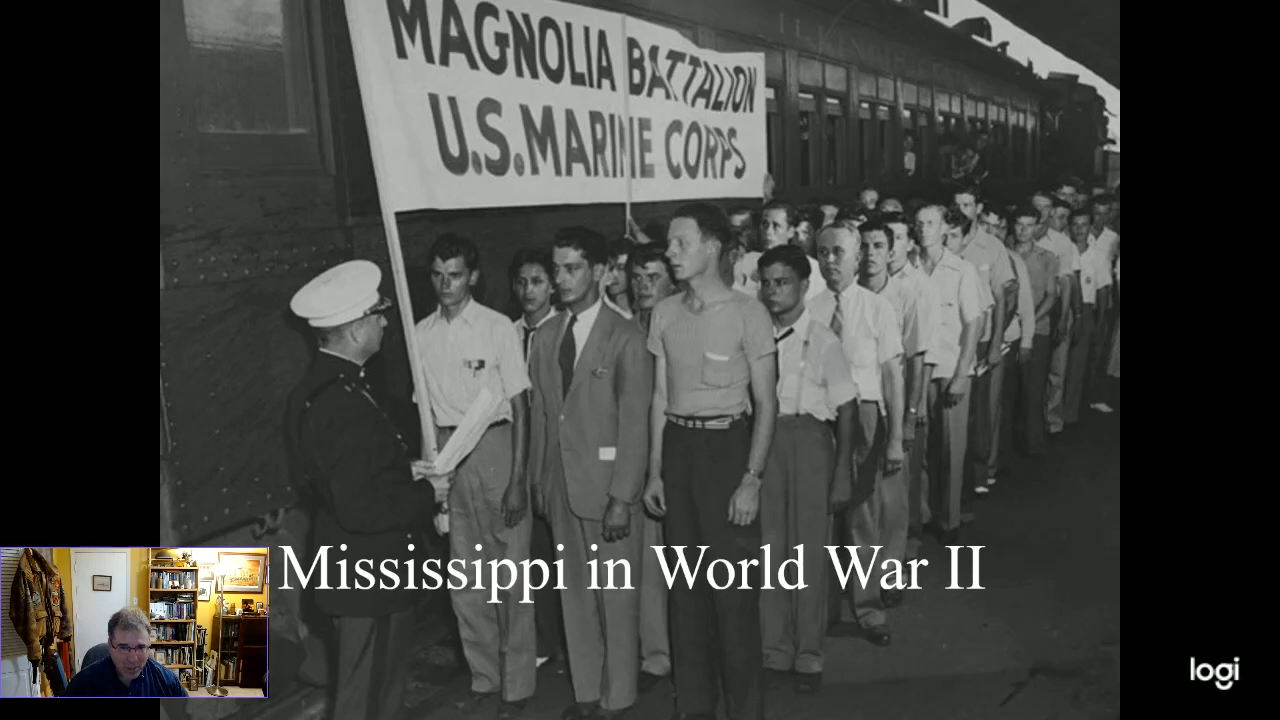 MAGNOLIA BATTALION
U.S. MARINE CORPS
Mississippi in World War II
logi